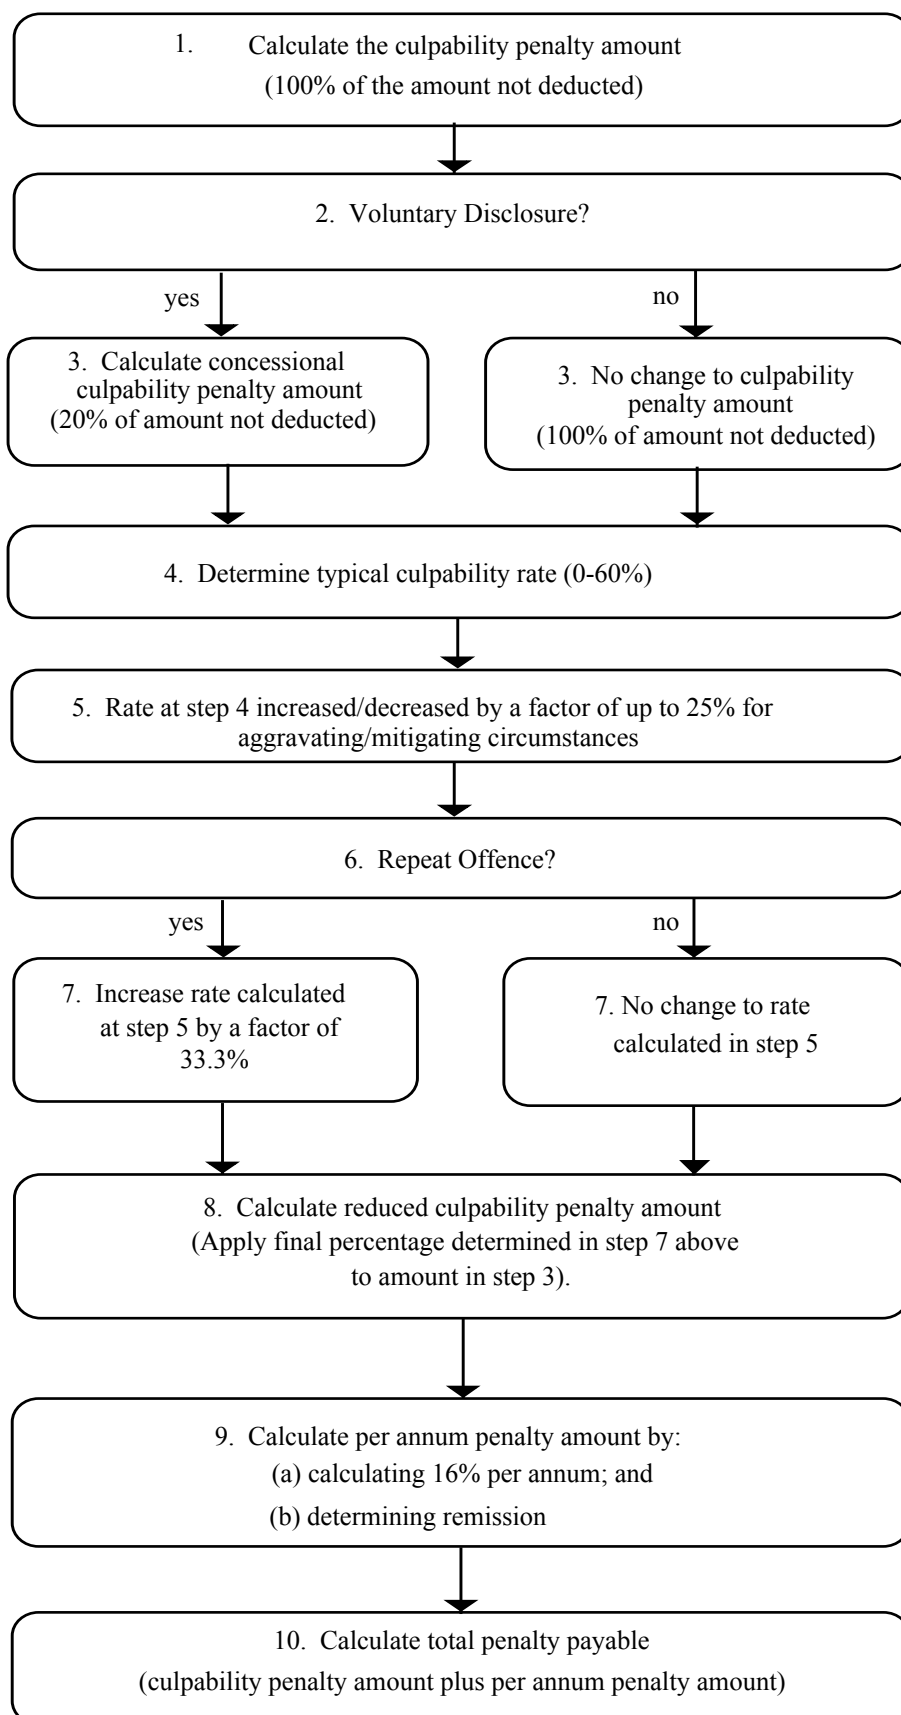 1. Calculate the culpability penalty amount
(100% of the amount not deducted)
2. Voluntary Disclosure?
yes
no
3. Calculate concessional
culpability penalty amount
(20% of amount not deducted)
3. No change to culpability
penalty amount
(100% of amount not deducted)
4. Determine typical culpability rate (0-60%)
5. Rate at step 4 increased/decreased by a factor of up to 25% for
aggravating/mitigating circumstances
6. Repeat Offence?
yes
no
7. Increase rate calculated
at step 5 by a factor of
33.3%
7. No change to rate
calculated in step 5
8. Calculate reduced culpability penalty amount
(Apply final percentage determined in step 7 above
to amount in step 3).
9. Calculate per annum penalty amount by:
(a) calculating 16% per annum; and
(b) determining remission
10. Calculate total penalty payable
(culpability penalty amount plus per annum penalty amount)